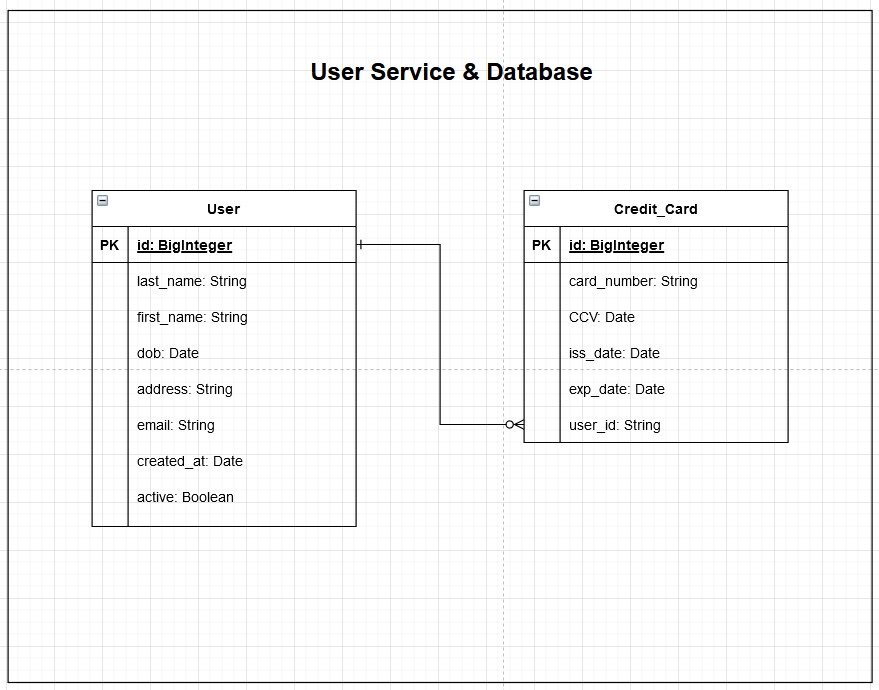 User Service & Database
User
PK id: BigInteger
last_name: String
first_name: String
dob: Date
address: String
email: String
created_at: Date
active: Boolean
Credit_Card
PK id: BigInteger
card_number: String
CCV: Date
iss_date: Date
exp_date: Date
user_id: String